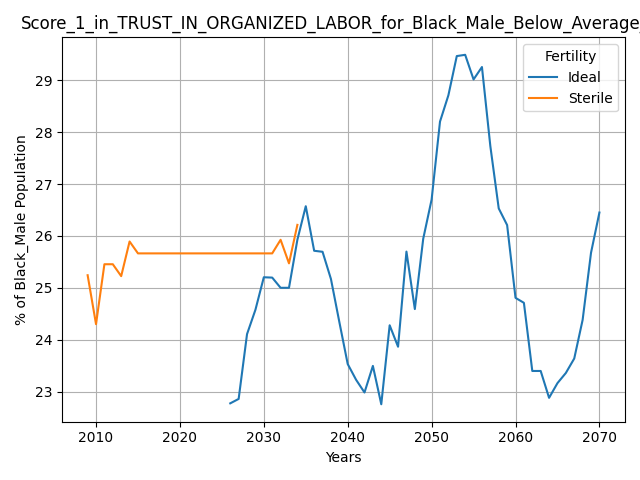 Score_1_in_TRUST_IN_ORGANIZED_LABOR_for_Black_Male_Below_Average_
Fertility
Ideal
Sterile
% of Black_Male Population
29
28
27
26
25
24
23
2010 2020 2030 2040 2050 2060 2070
Years